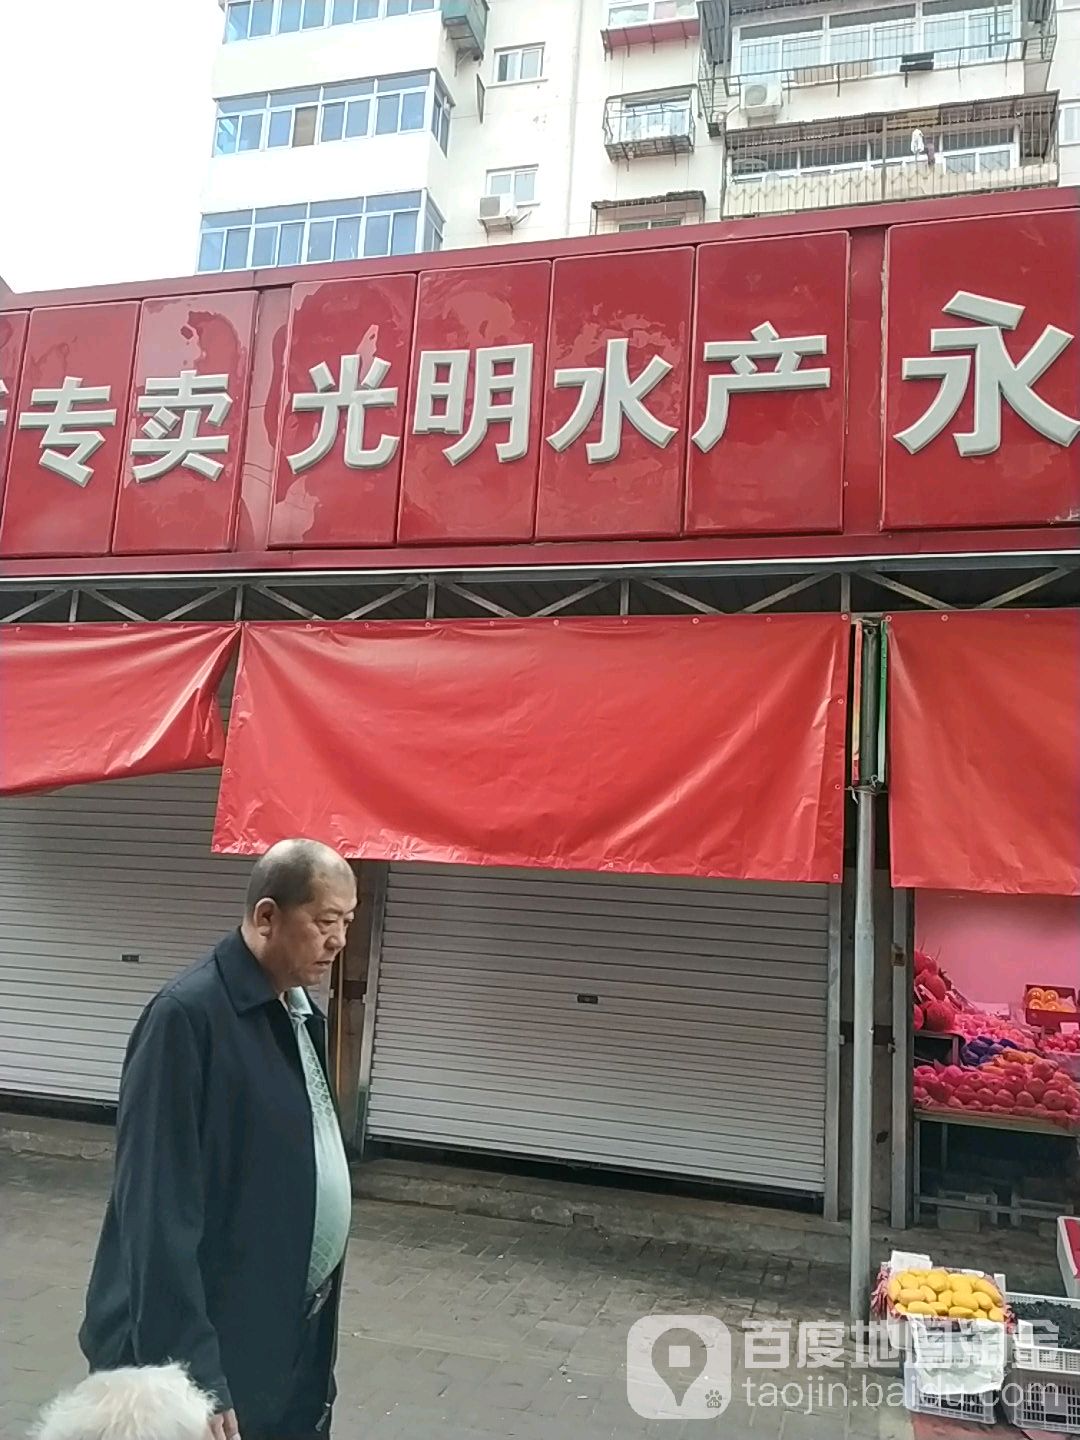 专卖 光明水产 永
百度地图淘金
taojin.baidu.com